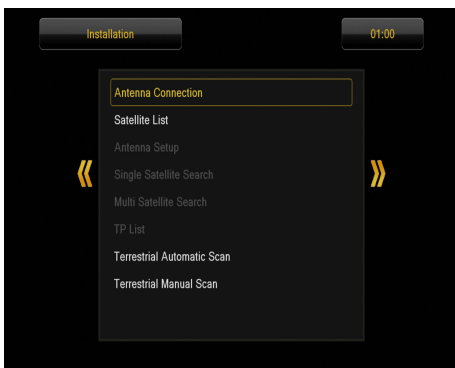 Installation
01:00
Antenna Connection
Satellite List
Antenna Setup
Single Satellite Search
Multi Satellite Search
TP List
Terrestrial Automatic Scan
Terrestrial Manual Scan